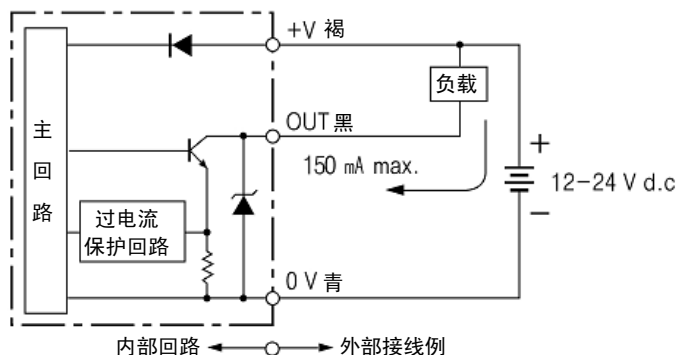 +V 褐
负载
主回路
OUT 黑
150 mA max.
+
12-24 V d.c
−
过电流
保护回路
0 V 青
内部回路
外部接线例